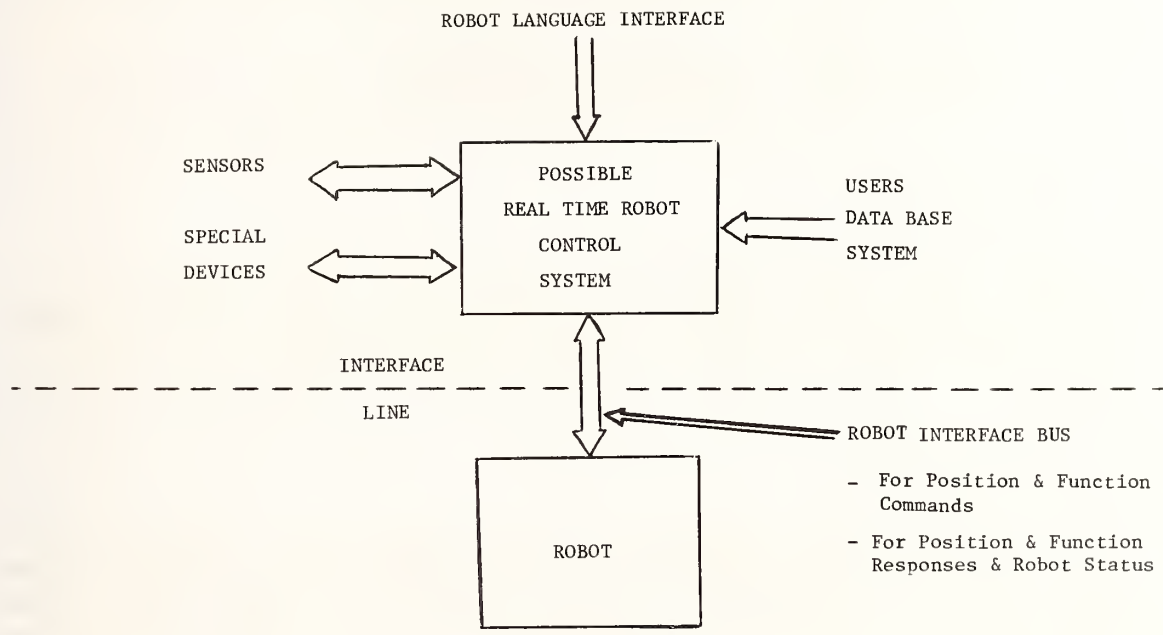 ROBOT LANGUAGE INTERFACE
SENSORS
SPECIAL
DEVICES
POSSIBLE
REAL TIME ROBOT
CONTROL
SYSTEM
USERS
DATA BASE
SYSTEM
INTERFACE
LINE
ROBOT INTERFACE BUS
- For Position & Function
Commands
- For Position & Function
Responses & Robot Status
ROBOT